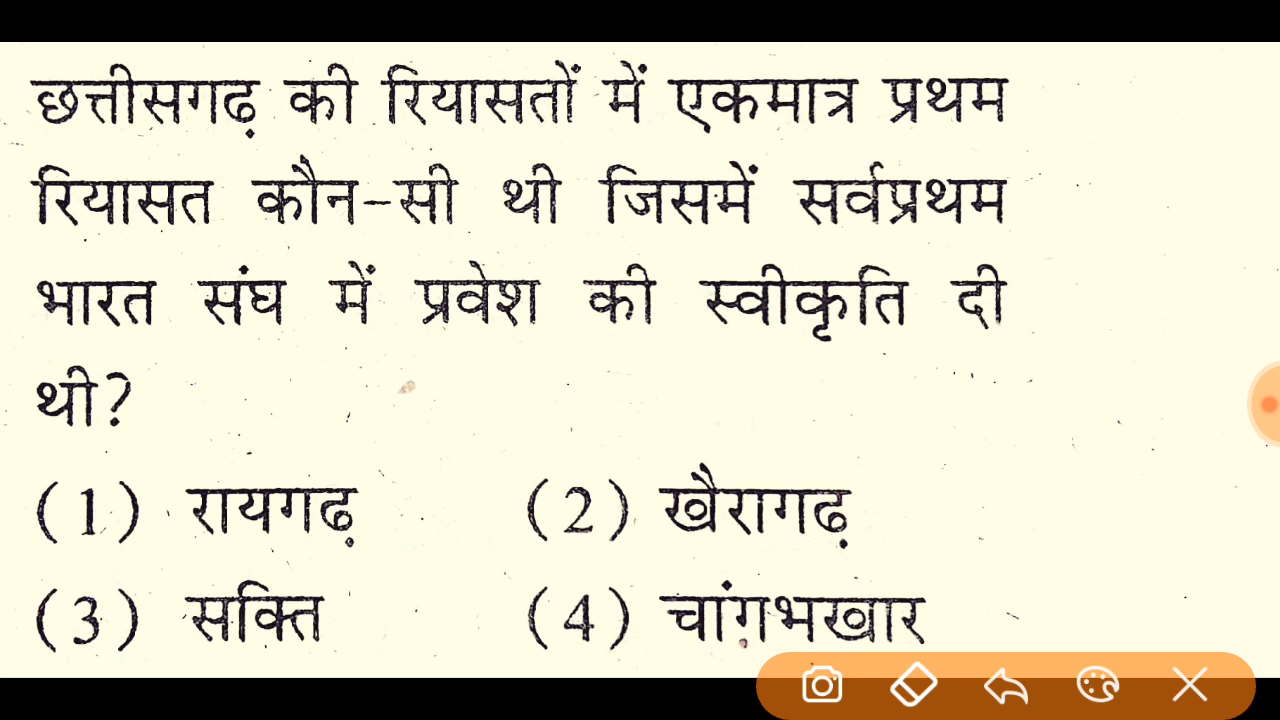 छत्तीसगढ़ की रियासतों में एकमात्र प्रथम
रियासत कौन-सी थी जिसमें सर्वप्रथम
भारत संघ में प्रवेश की स्वीकृति दी
थी?
(1) रायगढ़ (2) खैरागढ़
(3) सक्ति (4) चांगभखार